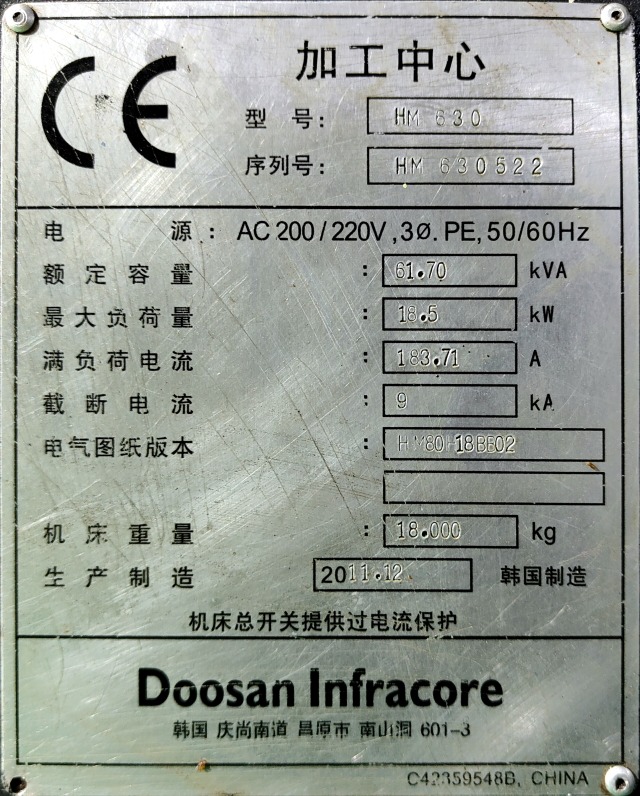 CE
加工中心
型 号: HM 630
序列号: HM 630522
电 源: AC 200/220V,3Ø. PE, 50/60Hz
额定容量 : 61.70 kVA
最大负荷量 : 18.5 kW
满负荷电流 : 183.71 A
截断电流 : 9 kA
电气图纸版本 :
机床重量 : 18.000 kg
生产制造 2011.12 韩国制造
机床总开关提供过电流保护
Doosan Infracore
韩国 庆尚南道 昌原市 南山洞 601-3
C42359548B, CHINA